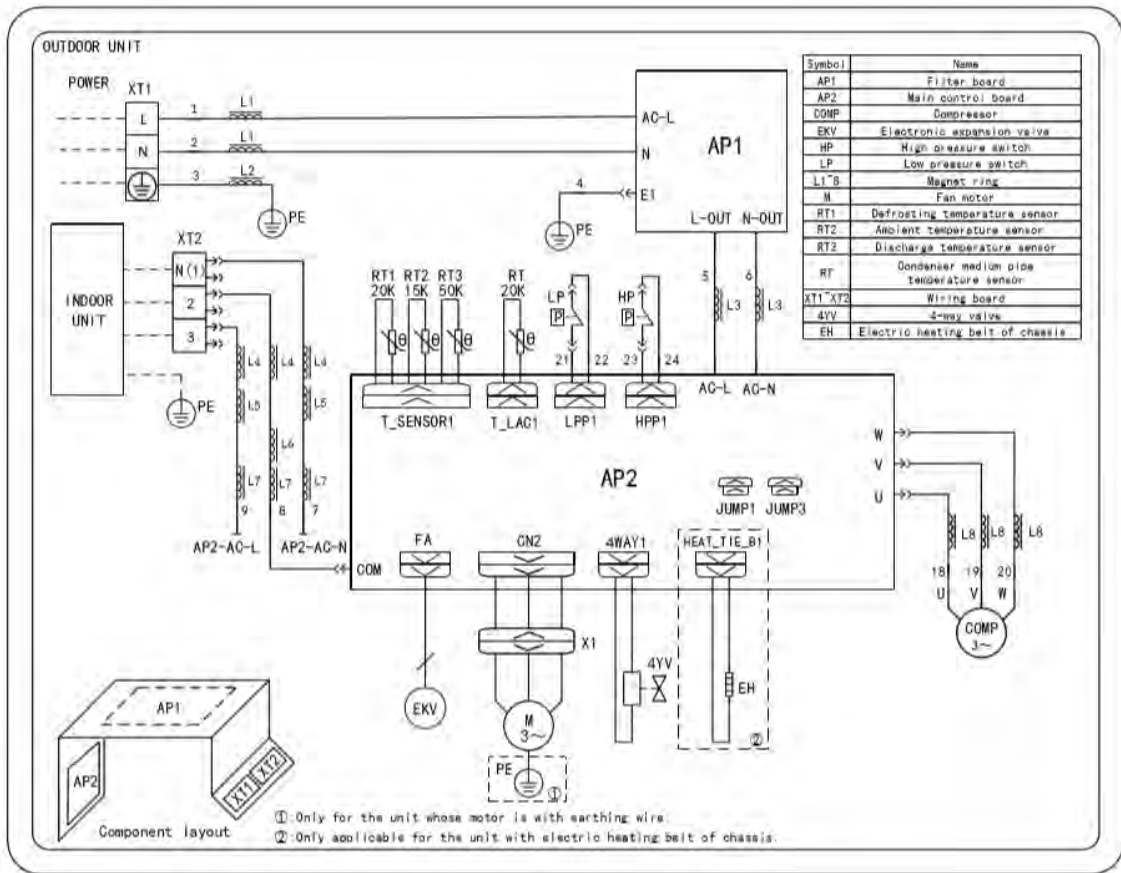 OUTDOOR UNIT
POWER
XT1
L
N
1
L1
2
L1
3
L2
PE
AC-L
N
AP1
4
E1
PE
L-OUT N-OUT
5
6
L3
L3
Symbol Name
AP1 Filter board
AP2 Main control board
COMP Compressor
EKV Electronic expansion valve
HP High pressure switch
LP Low pressure switch
L1~8 Magnet ring
M Fan motor
RT1 Defrosting temperature sensor
RT2 Ambient temperature sensor
RT3 Discharge temperature sensor
RT Condenser medium pipe
temperature sensor
XT1~XT2 Wiring board
4YV 4-way valve
EH Electric heating belt of chassis
INDOOR
UNIT
XT2
N(1)
2
3
PE
L4
L4
L4
L5
L5
L6
L7
L7
L7
9
8
7
AP2-AC-L
AP2-AC-N
RT1 RT2 RT3
20K 15K 50K
θ θ θ
RT
20K
θ
LP
P
21 22
HP
P
23 24
T_SENSOR1
T_LAC1
LPP1
HPP1
AC-L AC-N
AP2
W
V
U
JUMP1 JUMP3
COM
FA
CN2
4WAY1
HEAT_TIE_B1
L8
L8
L8
18 19 20
U V W
COMP
3~
X1
EKV
M
3~
PE
①
4YV
EH
②
AP1
AP2
XT1 XT2
Component layout
①:Only for the unit whose motor is with earthing wire.
②:Only applicable for the unit with electric heating belt of chassis.